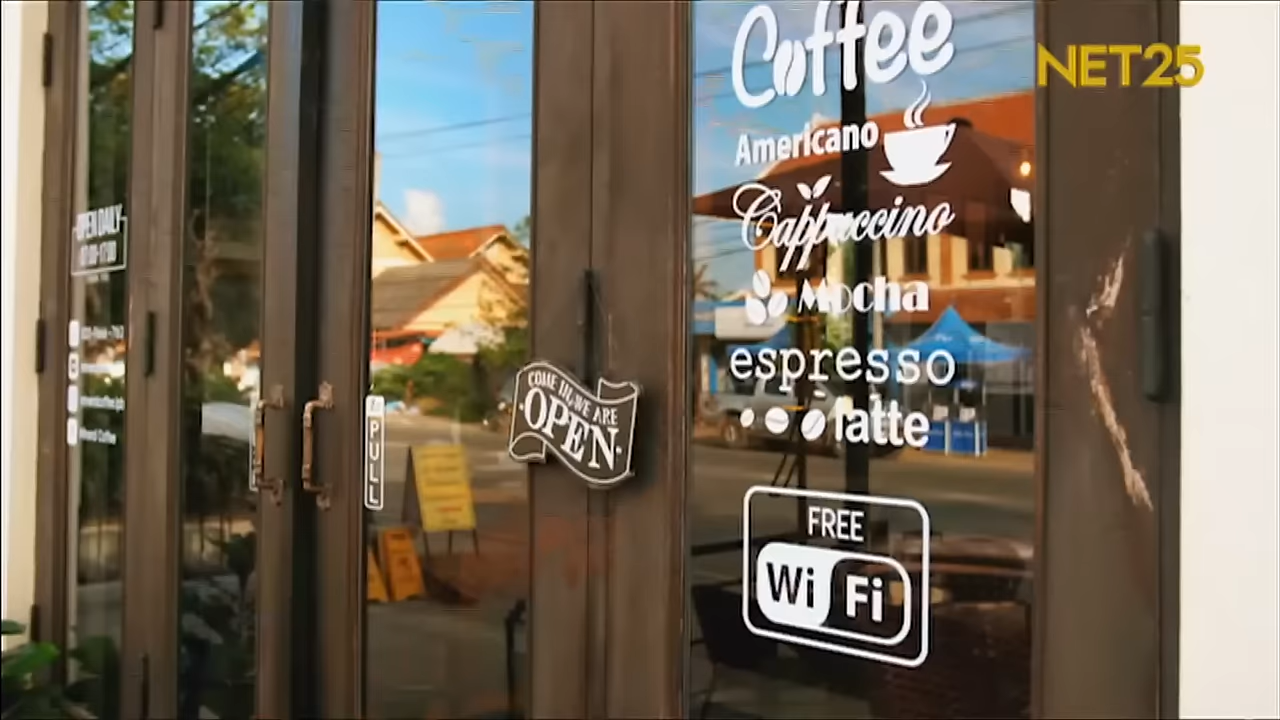 NET25
OPEN DAILY
PULL
COME IN, WE ARE
OPEN
Coffee
Americano
Cappuccino
Mocha
espresso
latte
FREE
Wi Fi